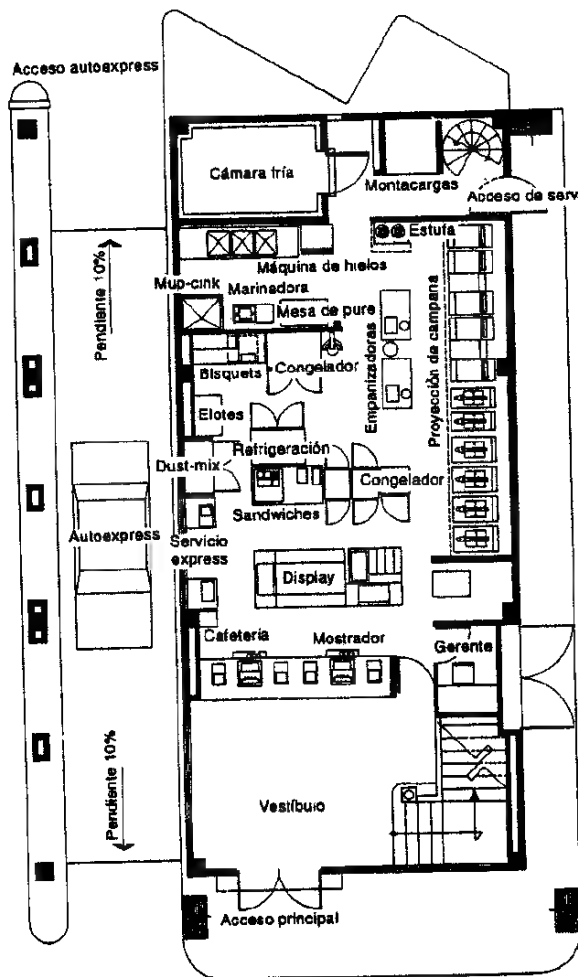 Acceso autoexpress
Cámara fría
Montacargas
Acceso de serv
Estufa
Máquina de hielos
Pendiente 10%
Mup-cink
Marinadora
Mesa de pure
Proyección de campana
Empanizadoras
Bisquets
Congelador
Elotes
Refrigeración
Dust-mix
Congelador
Sandwiches
Autoexpress
Servicio
express
Display
Cafetería
Mostrador
Gerente
Pendiente 10%
Vestíbulo
Acceso principal